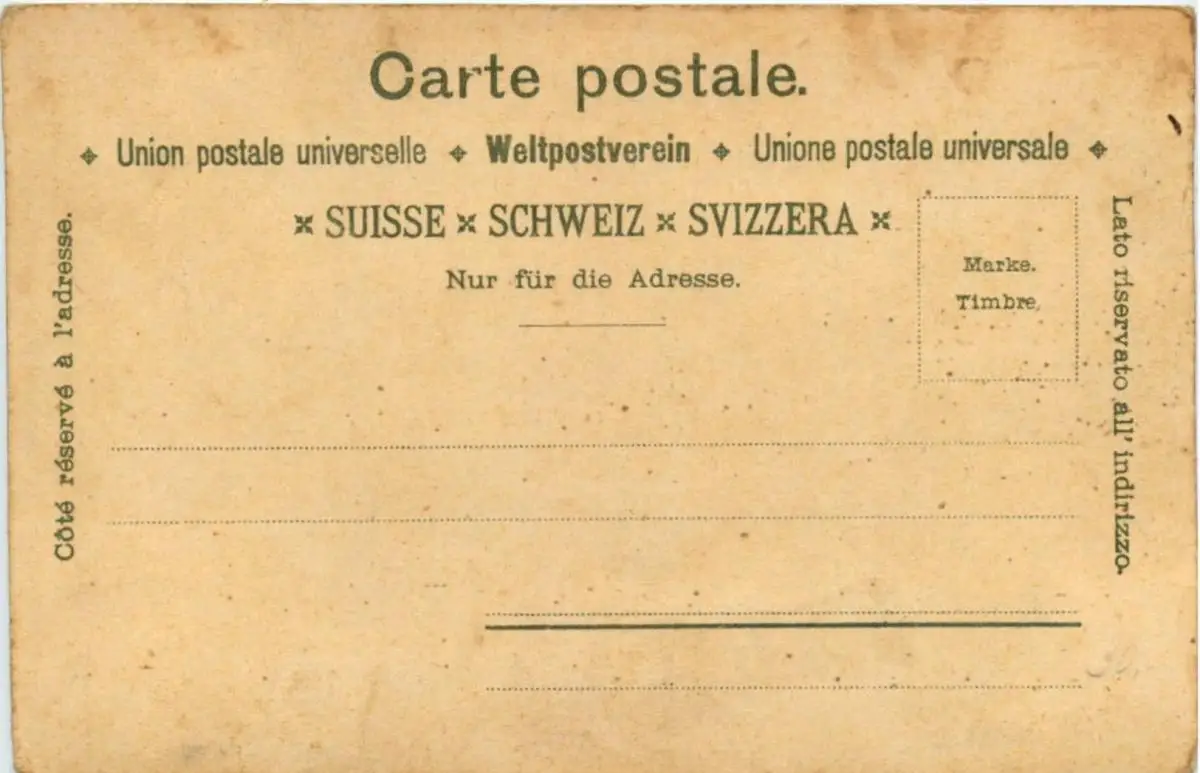 Carte postale.
Union postale universelle Weltpostverein Unione postale universale
SUISSE SCHWEIZ SVIZZERA
Nur für die Adresse.
Marke.
Timbre.
Côté réservé à l'adresse.
Lato riservato all' indirizzo.